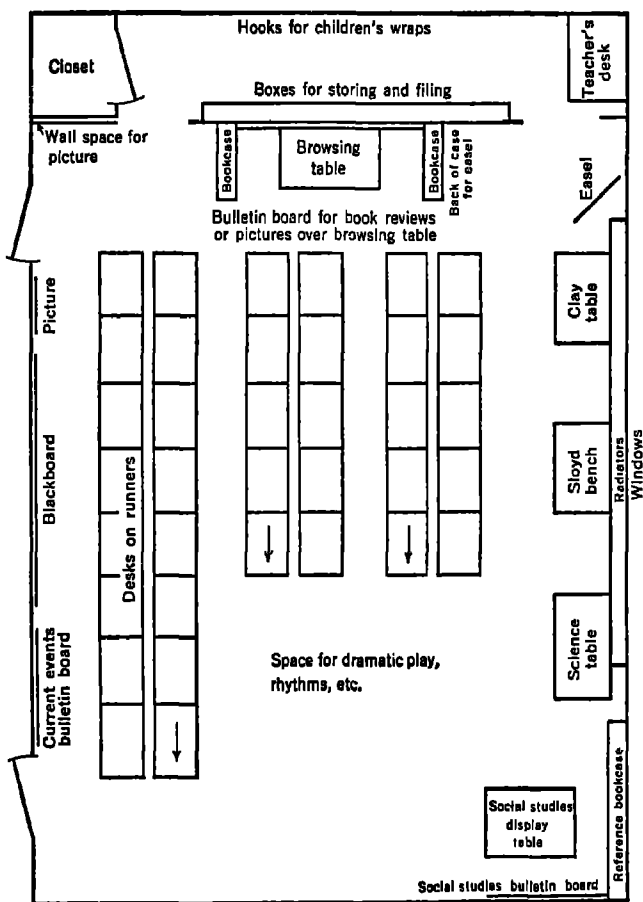 Hooks for children's wraps
Teacher's
desk
Closet
Boxes for storing and filing
Wall space for
picture
Bookcase
Browsing
table
Bookcase
Back of case
for easel
Easel
Bulletin board for book reviews
or pictures over browsing table
Picture
Clay
table
Blackboard
Desks on runners
Sloyd
bench
Radiators
Windows
Current events
bulletin board
Space for dramatic play,
rhythms, etc.
Science
table
Social studies
display
table
Reference bookcase
Social studies bulletin board